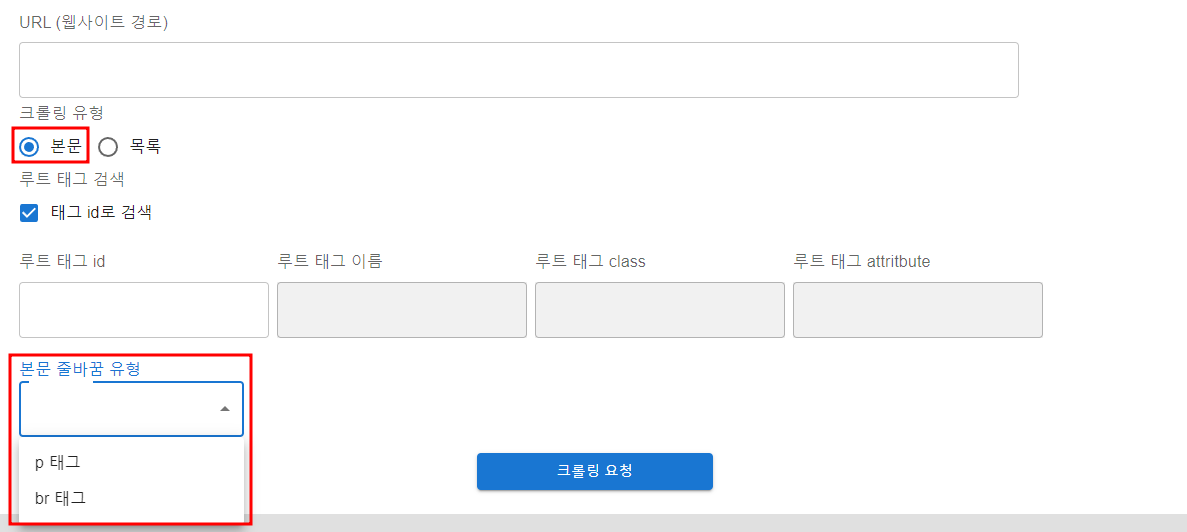 URL (웹사이트 경로)
크롤링 유형
본문 목록
루트 태그 검색
태그 id로 검색
루트 태그 id 루트 태그 이름 루트 태그 class 루트 태그 attritbute
본문 줄바꿈 유형
p 태그
크롤링 요청
br 태그